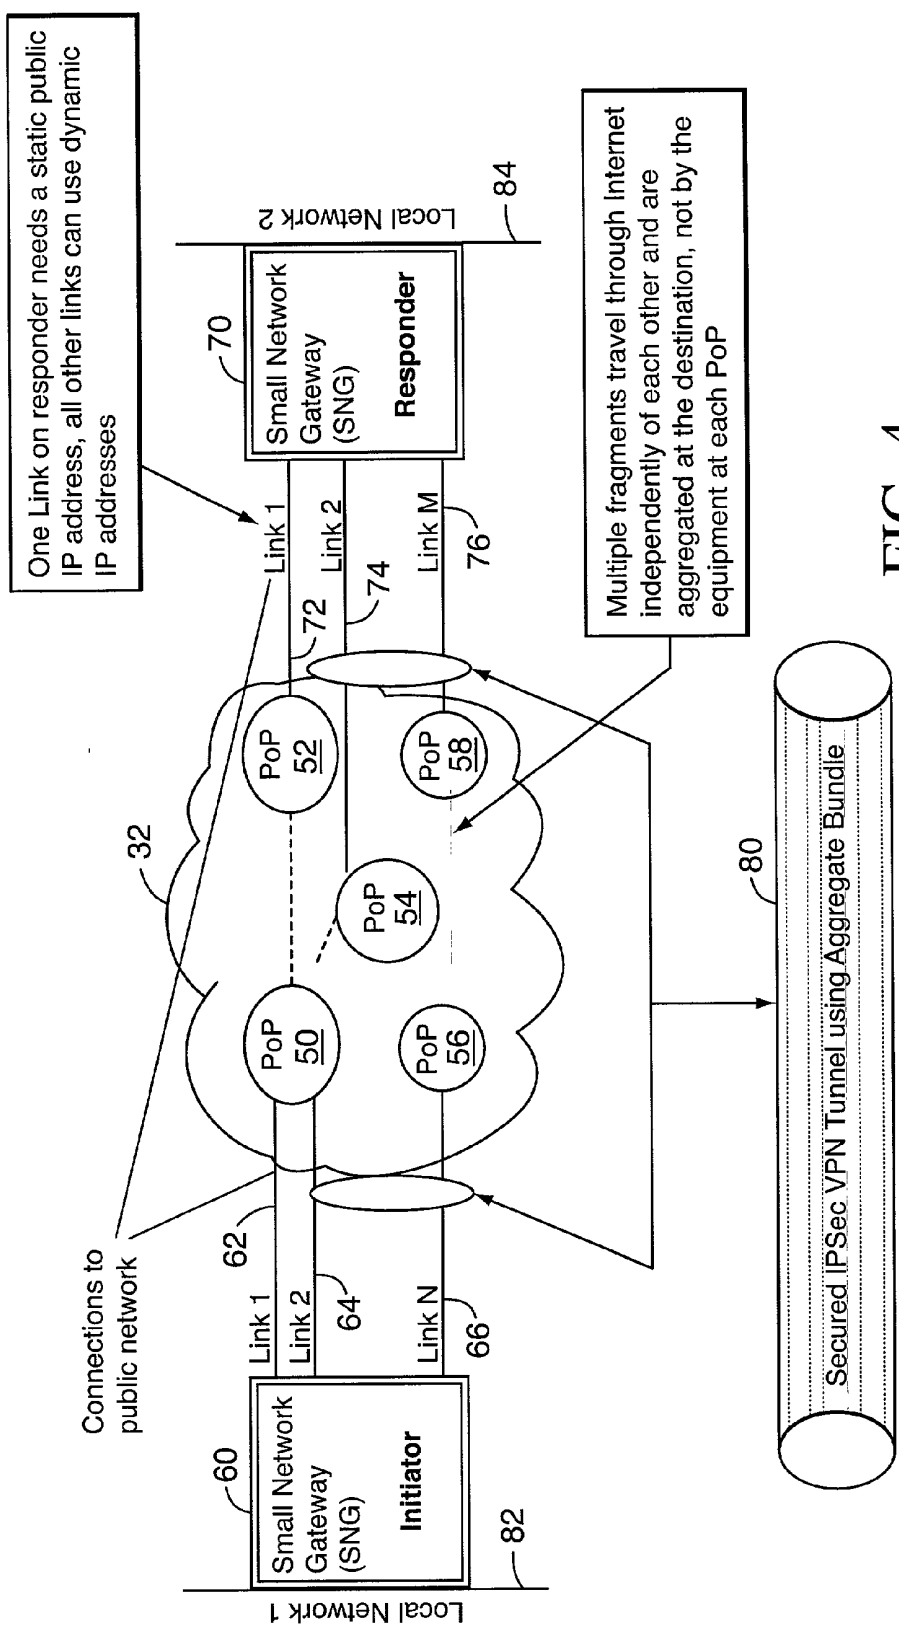 One Link on responder needs a static public
IP address, all other links can use dynamic
IP addresses
Connections to
public network
32
60
Small Network
Gateway
(SNG)
Initiator
Local Network 1
82
Link 1
Link 2
Link N
62
64
66
PoP
50
PoP
52
PoP
54
PoP
56
PoP
58
72
74
76
Link 1
Link 2
Link M
70
Small Network
Gateway
(SNG)
Responder
Local Network 2
84
Multiple fragments travel through Internet
independently of each other and are
aggregated at the destination, not by the
equipment at each PoP
80
Secured IPSec VPN Tunnel using Aggregate Bundle